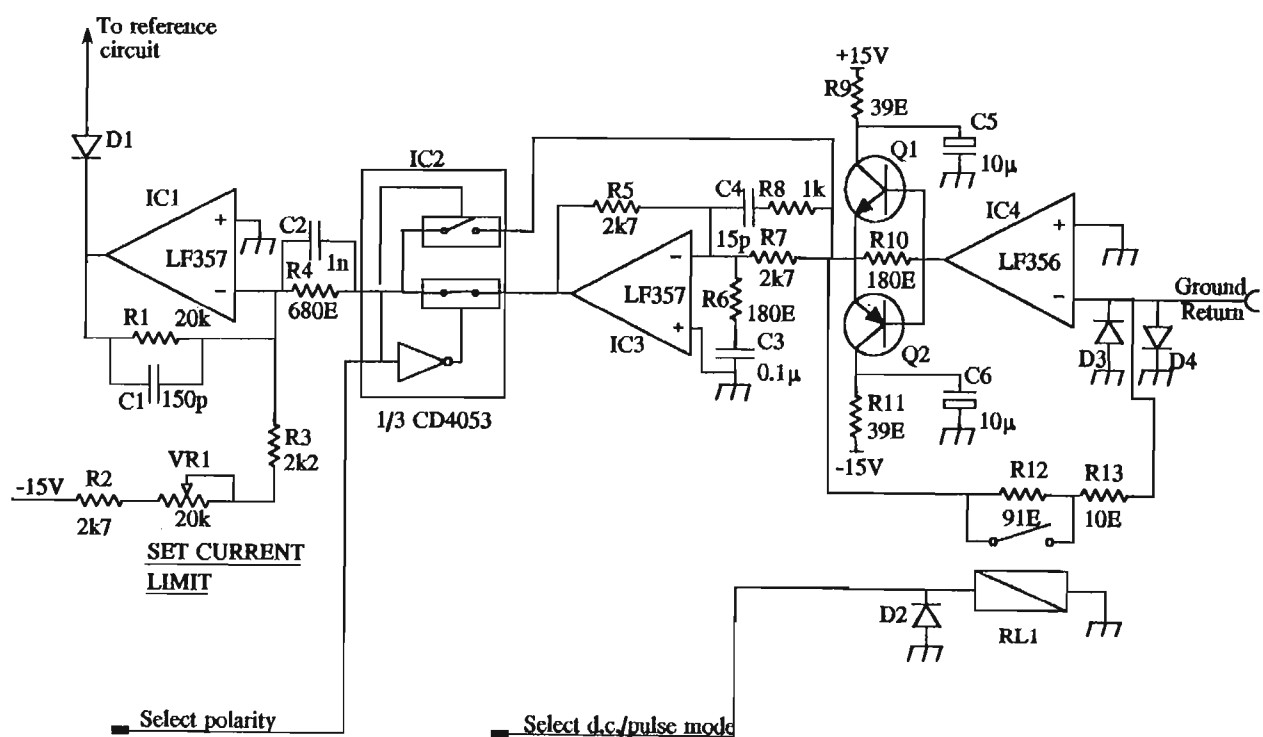 To reference
circuit
D1
IC1
+
LF357
-
C2
1n
R4
680E
R1
20k
C1
150p
R3
2k2
-15V
R2
2k7
VR1
20k
SET CURRENT
LIMIT
IC2
1/3 CD4053
R5
2k7
C4
15p
R8
1k
R7
2k7
-
LF357
+
IC3
R6
180E
C3
0.1µ
+15V
R9
39E
C5
10µ
Q1
R10
180E
Q2
C6
10µ
R11
39E
-15V
IC4
+
LF356
-
Ground
Return
D3
D4
R12
91E
R13
10E
D2
RL1
Select polarity
Select d.c./pulse mode